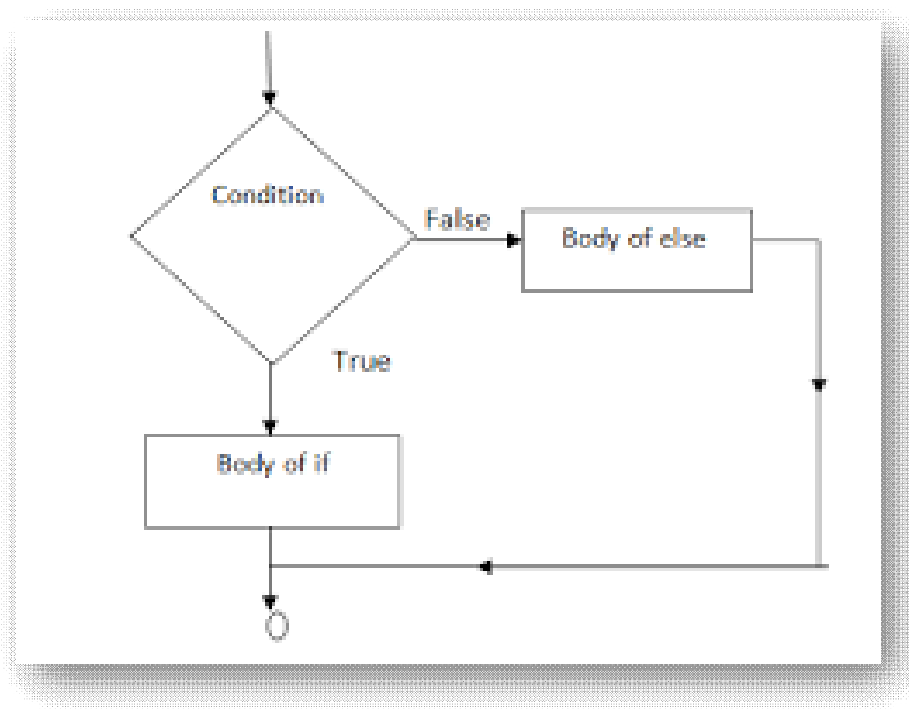 Condition
False
Body of else
True
Body of if